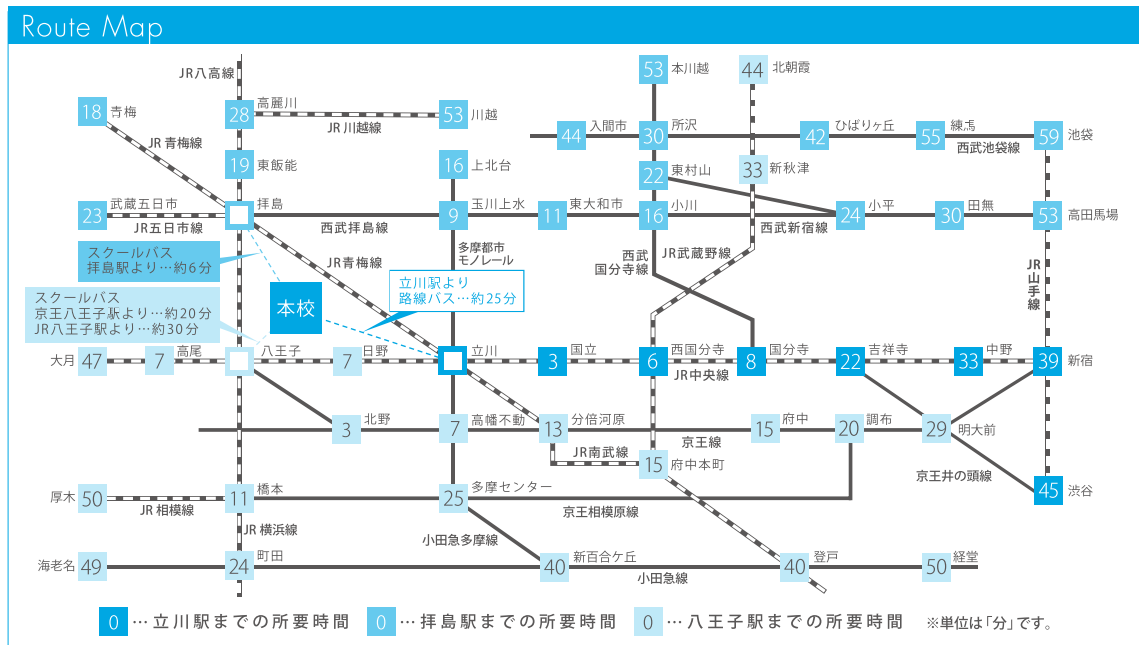 Route Map
JR八高線
53 本川越
44 北朝霞
18 青梅
28 高麗川
53 川越
JR川越線
JR青梅線
44 入間市
30 所沢
42 ひばりヶ丘
55 練馬
59 池袋
西武池袋線
19 東飯能
16 上北台
22 東村山
33 新秋津
23 武蔵五日市
JR五日市線
拝島
西武拝島線
9 玉川上水
11 東大和市
16 小川
西武新宿線
24 小平
30 田無
53 高田馬場
スクールバス
拝島駅より…約6分
JR青梅線
多摩都市
モノレール
西武
国分寺線
JR武蔵野線
JR山手線
立川駅より
路線バス…約25分
スクールバス
京王八王子駅より…約20分
JR八王子駅より…約30分
本校
大月 47
7 高尾
八王子
7 日野
立川
3 国立
6 西国分寺
JR中央線
8 国分寺
22 吉祥寺
33 中野
39 新宿
3 北野
7 高幡不動
13 分倍河原
京王線
15 府中
20 調布
29 明大前
JR南武線
15 府中本町
京王井の頭線
45 渋谷
厚木 50
JR相模線
11 橋本
25 多摩センター
京王相模原線
JR横浜線
小田急多摩線
海老名 49
24 町田
40 新百合ケ丘
小田急線
40 登戸
50 経堂
0 …立川駅までの所要時間 0 …拝島駅までの所要時間 0 …八王子駅までの所要時間 ※単位は「分」です。